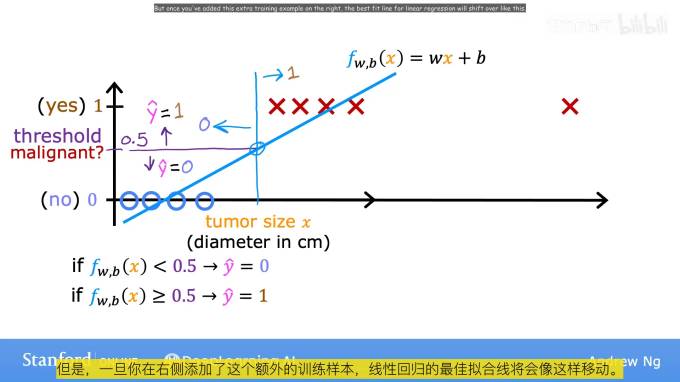 But once you've added this extra training example on the right, the best fit line for linear regression will shift over like this,
bilibili
→ 1
f_{w,b}(x) = wx + b
(yes) 1
ŷ=1
0
threshold 0.5
malignant?
ŷ=0
(no) 0
tumor size x
(diameter in cm)
if f_{w,b}(x) < 0.5 → ŷ = 0
if f_{w,b}(x) ≥ 0.5 → ŷ = 1
Stanford
Andrew Ng
但是，一旦你在右侧添加了这个额外的训练样本，线性回归的最佳拟合线将会像这样移动。